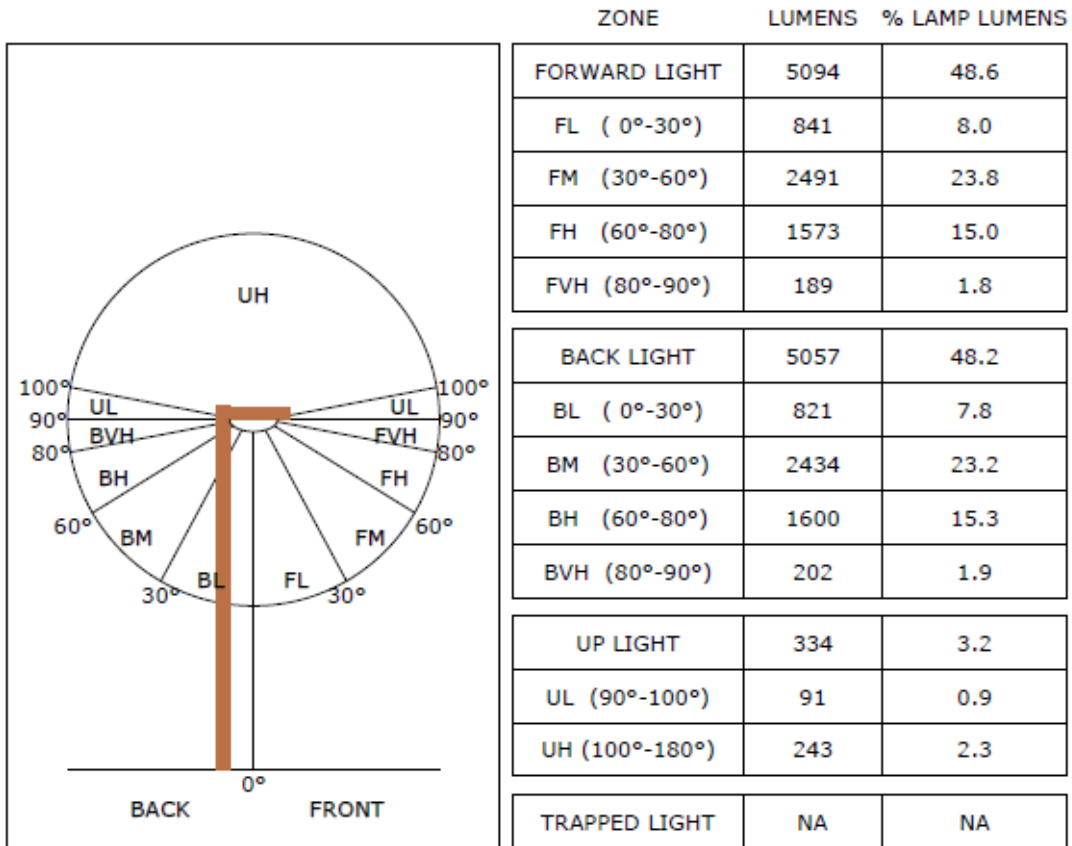 ZONE LUMENS % LAMP LUMENS
FORWARD LIGHT 5094 48.6
FL ( 0°-30°) 841 8.0
FM (30°-60°) 2491 23.8
FH (60°-80°) 1573 15.0
FVH (80°-90°) 189 1.8
BACK LIGHT 5057 48.2
BL ( 0°-30°) 821 7.8
BM (30°-60°) 2434 23.2
BH (60°-80°) 1600 15.3
BVH (80°-90°) 202 1.9
UP LIGHT 334 3.2
UL (90°-100°) 91 0.9
UH (100°-180°) 243 2.3
TRAPPED LIGHT NA NA
UH
100° 100°
UL UL
90° 90°
BVH FVH
80° 80°
BH FH
60° 60°
BM FM
BL FL
30° 30°
0°
BACK FRONT